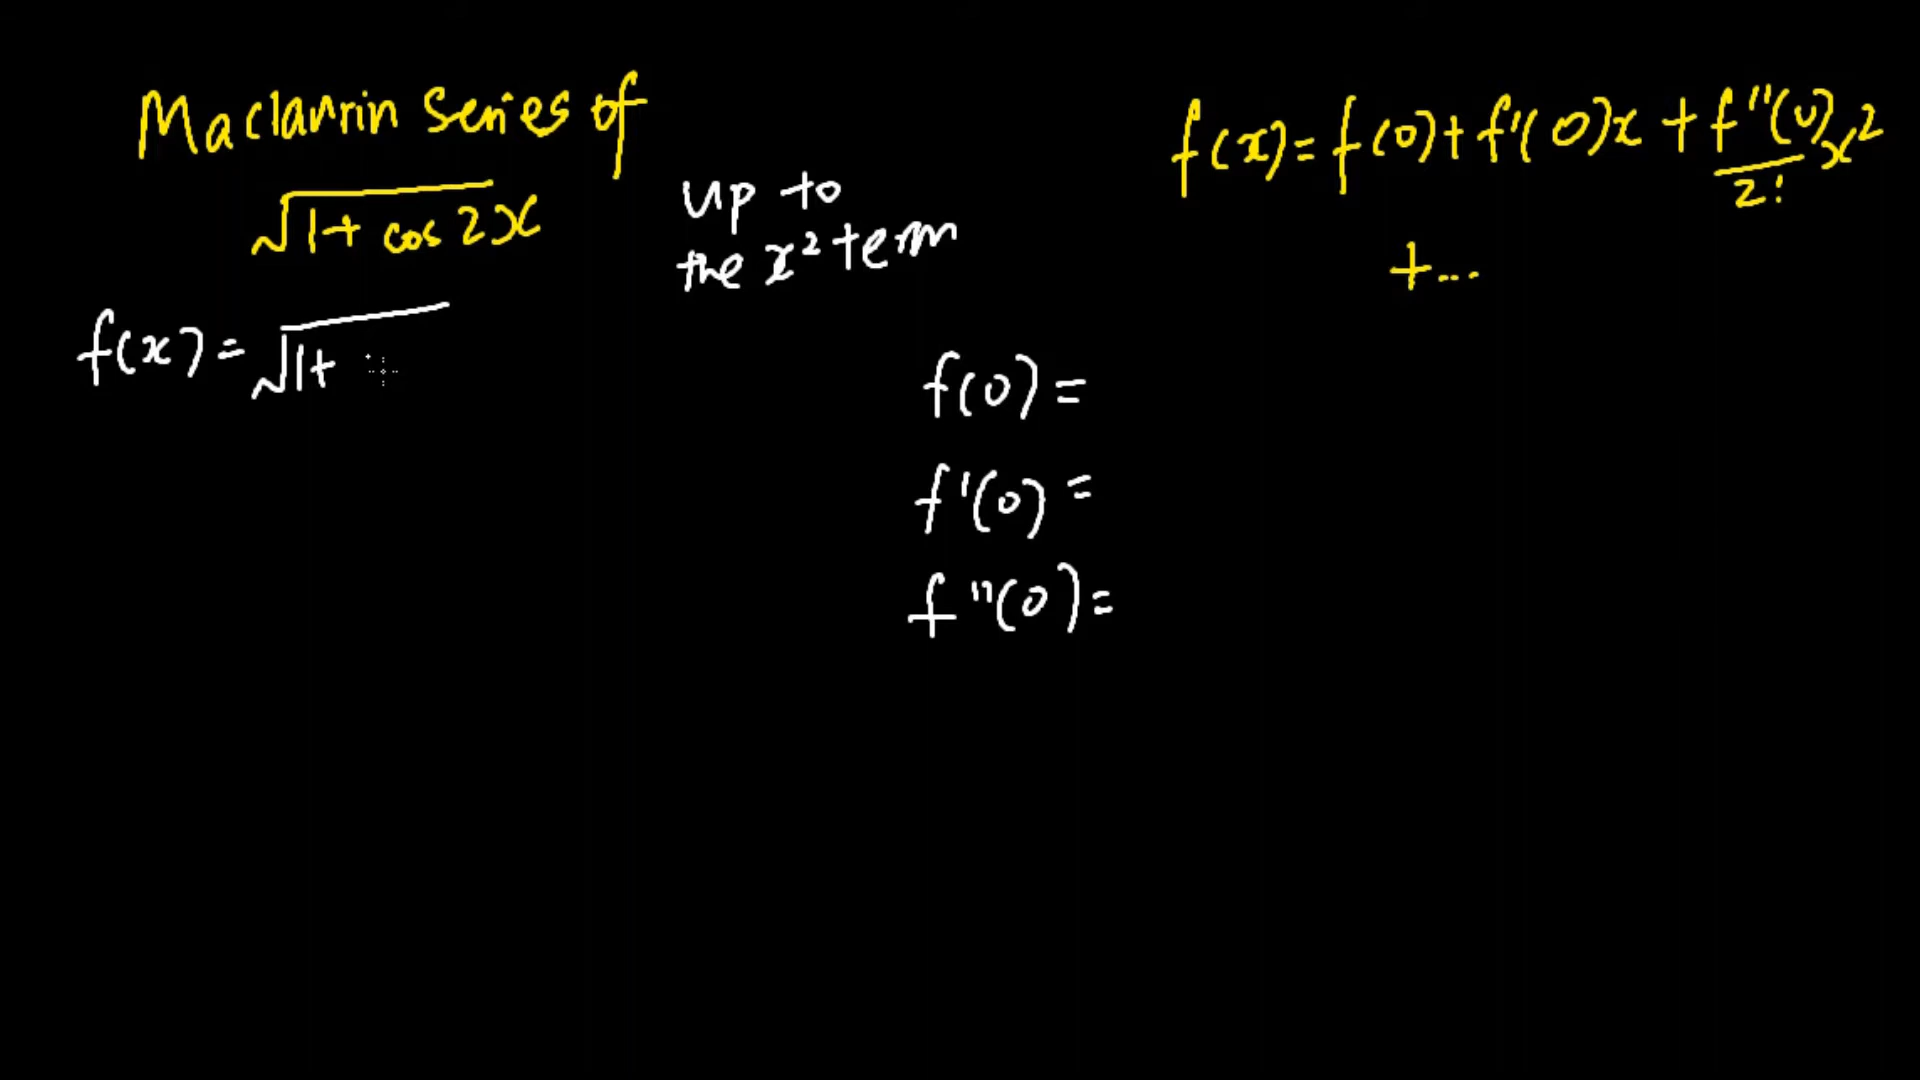 Maclaurin series of
√1+ cos 2x
up to
the x² term
f(x)=f(0)+f'(0)x+f''(0)/2! x²
+...
f(x)=√1+
f(0)=
f'(0)=
f''(0)=